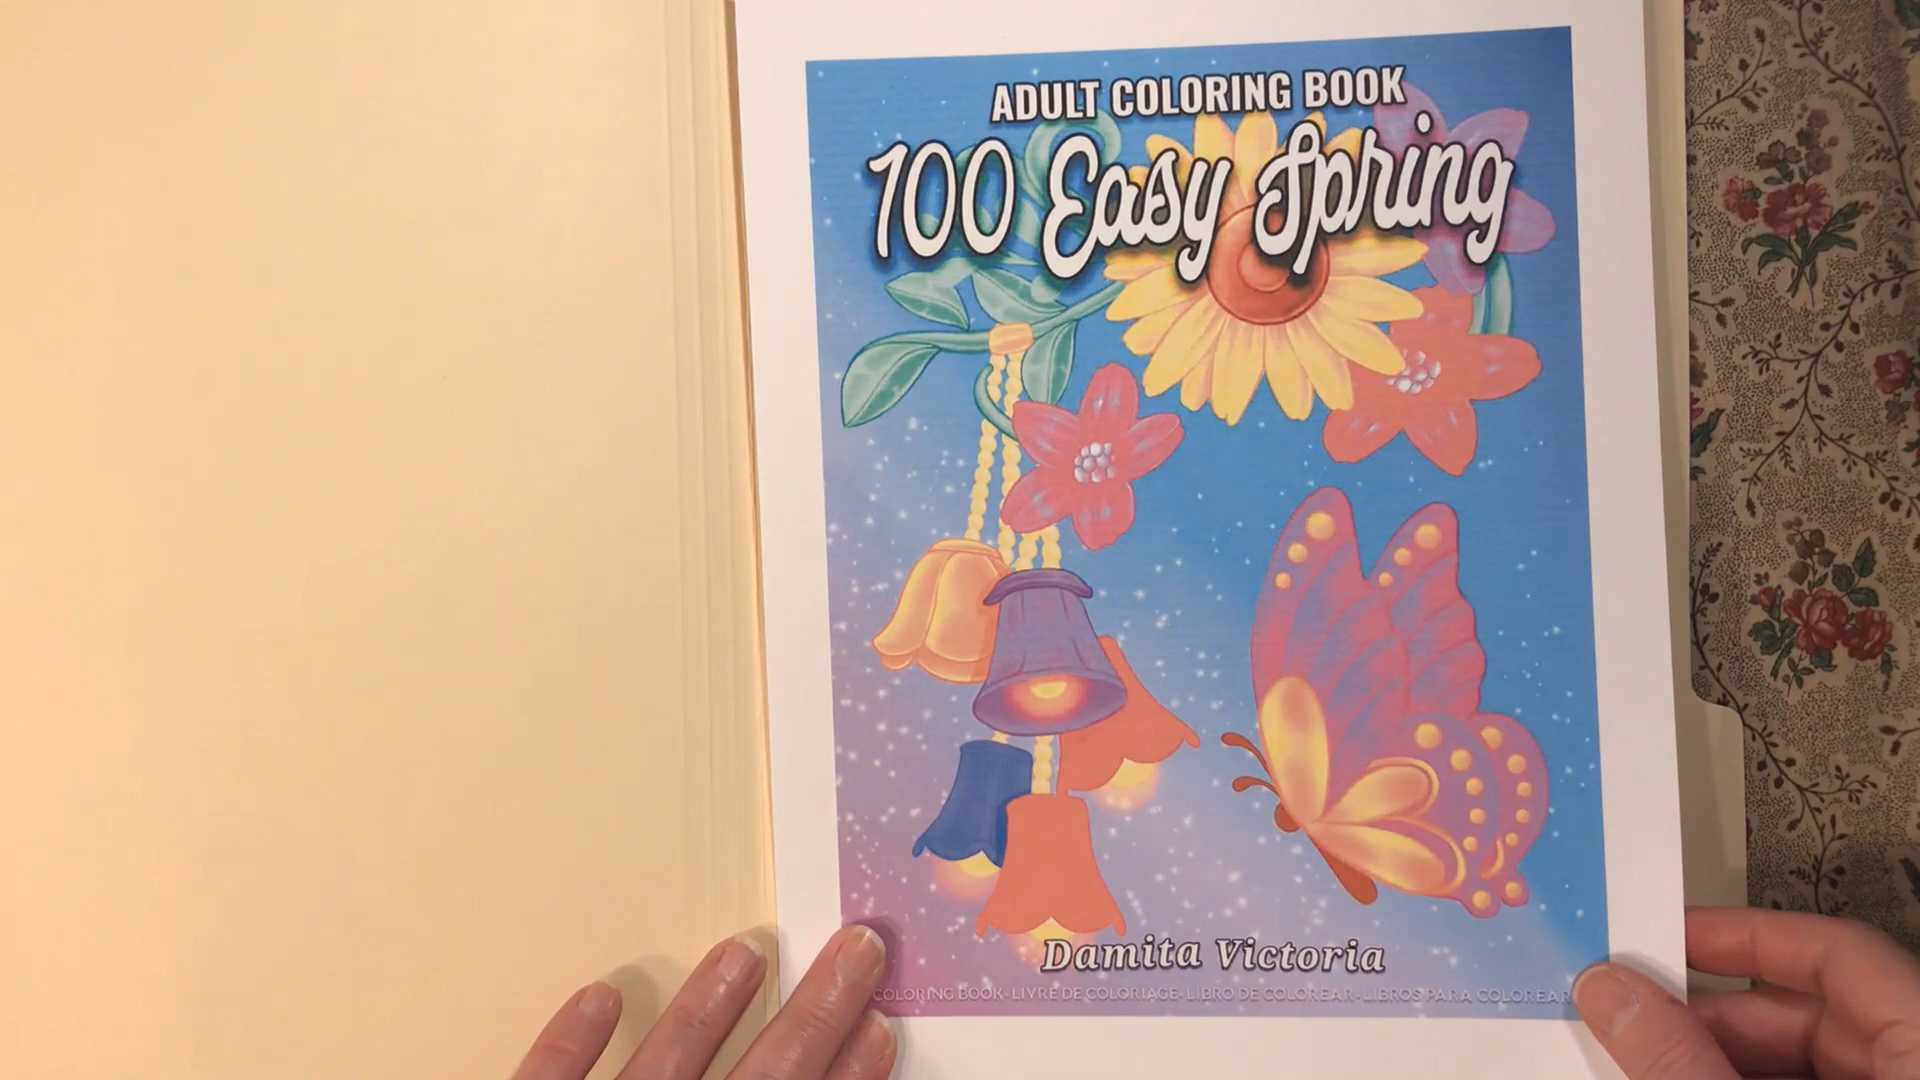 ADULT COLORING BOOK
100 Easy Spring
Damita Victoria
COLORING BOOK-LIVRE DE COLORIAGE-LIBRO DE COLOREAR-LIBROS PARA COLOREAR